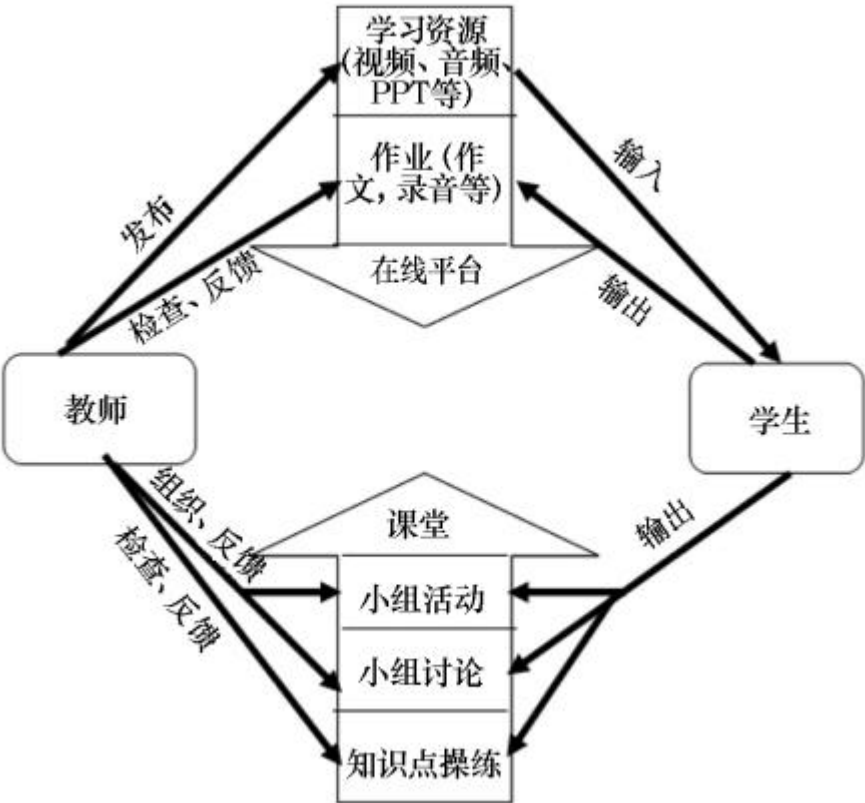 学习资源
(视频、音频、
PPT等)
作业(作
文,录音等)
在线平台
发布
检查、反馈
输入
输出
教师
学生
组织、反馈
检查、反馈
输出
课堂
小组活动
小组讨论
知识点操练